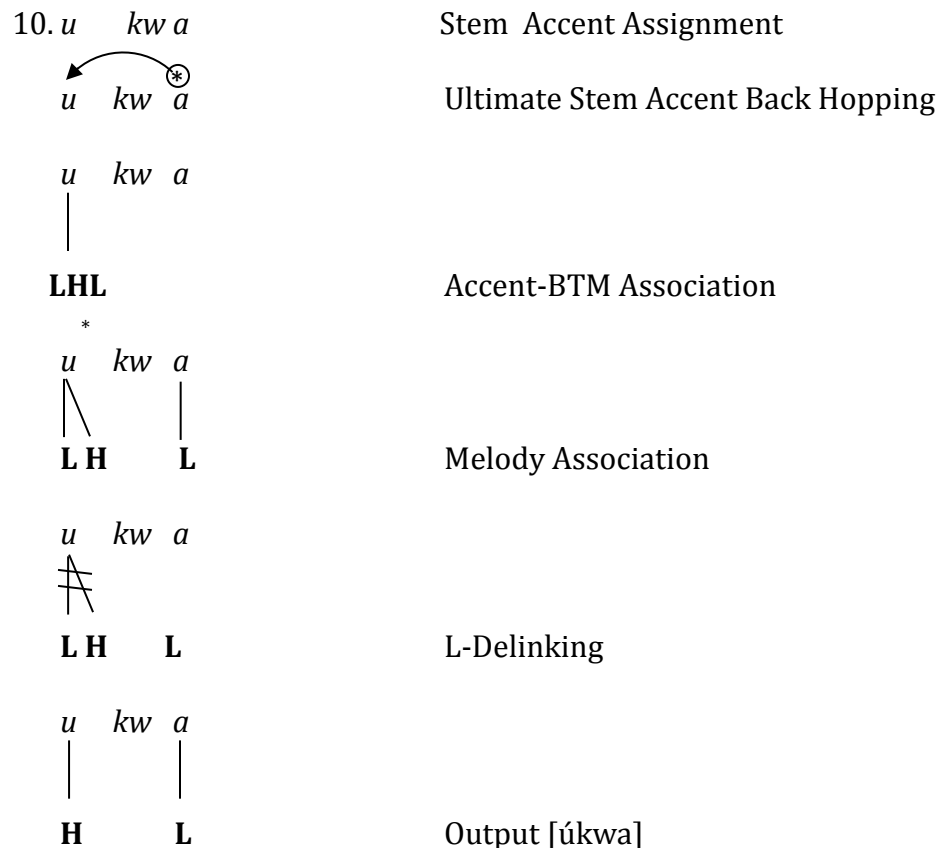 10. u kw a Stem Accent Assignment
*
u kw a Ultimate Stem Accent Back Hopping
u kw a
LHL Accent-BTM Association
*
u kw a
L H L Melody Association
u kw a
L H L L-Delinking
u kw a
H L Output [úkwa]